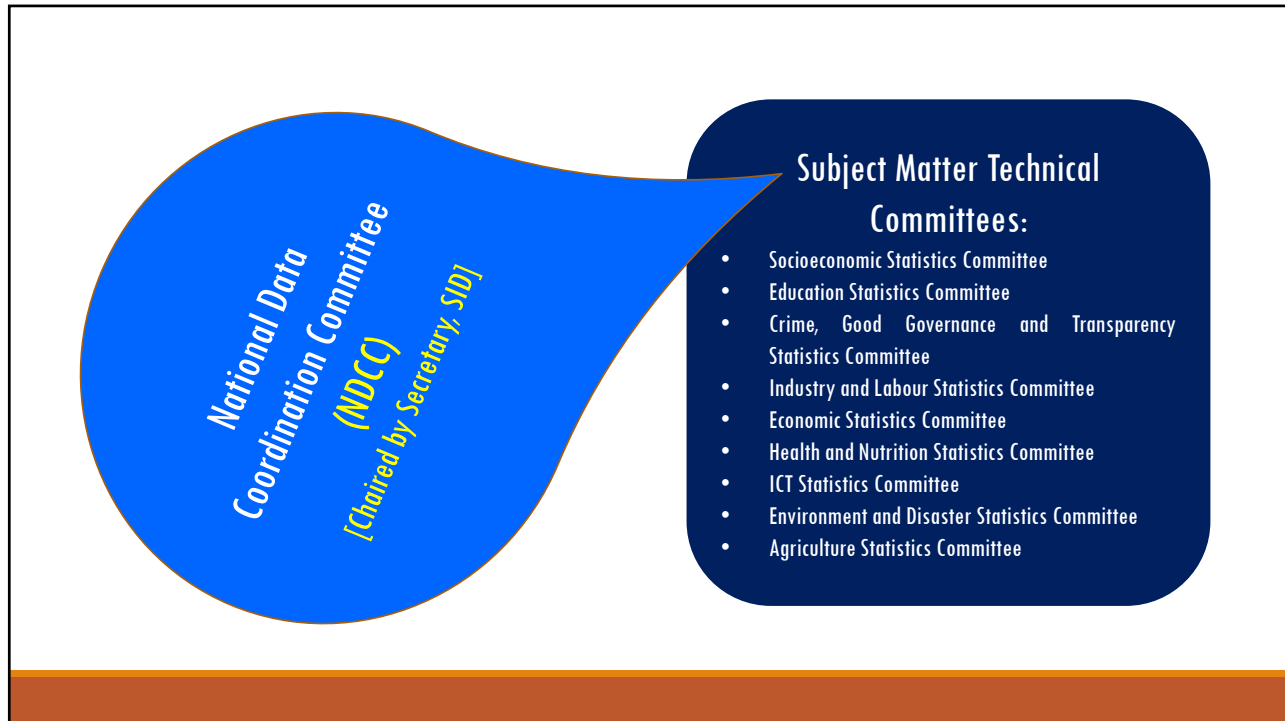 National Data
Coordination Committee
(NDCC)
[Chaired by Secretary, SID]
Subject Matter Technical
Committees:
• Socioeconomic Statistics Committee
• Education Statistics Committee
• Crime, Good Governance and Transparency
Statistics Committee
• Industry and Labour Statistics Committee
• Economic Statistics Committee
• Health and Nutrition Statistics Committee
• ICT Statistics Committee
• Environment and Disaster Statistics Committee
• Agriculture Statistics Committee